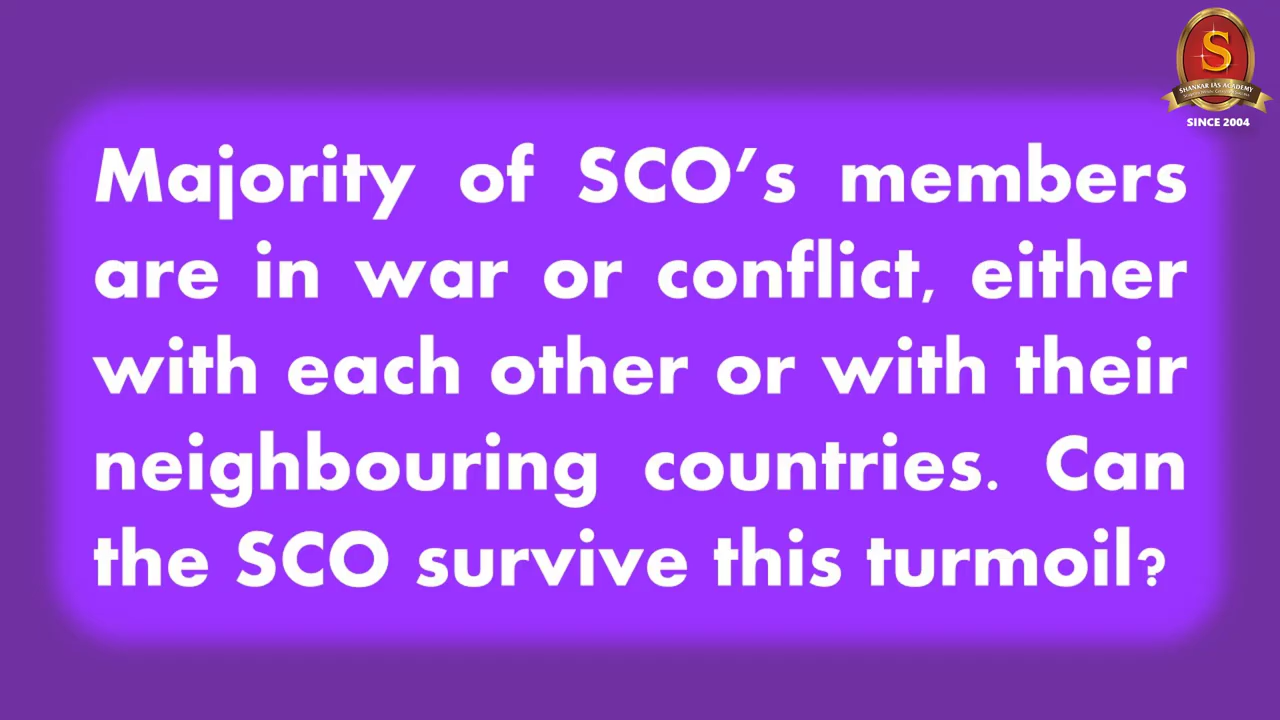 S
SHANKAR IAS ACADEMY
SINCE 2004
Majority of SCO’s members
are in war or conflict, either
with each other or with their
neighbouring countries. Can
the SCO survive this turmoil?